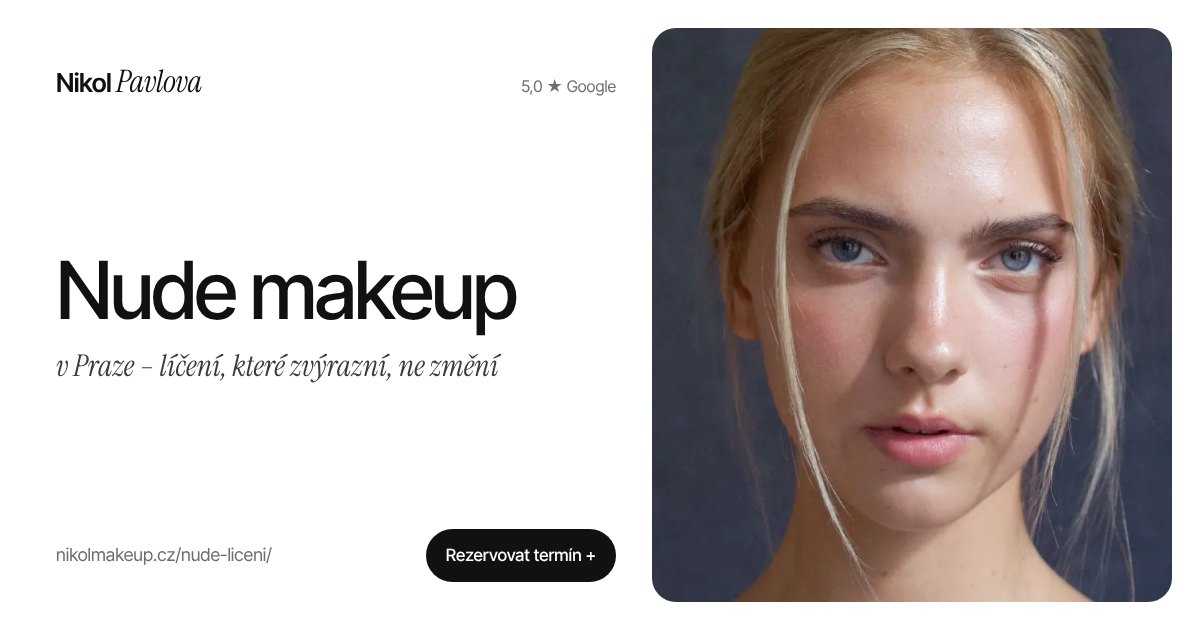 Nikol Pavlova
5,0 ★ Google
Nude makeup
v Praze – líčení, které zvýrazní, ne změní
nikolmakeup.cz/nude-liceni/
Rezervovat termín +